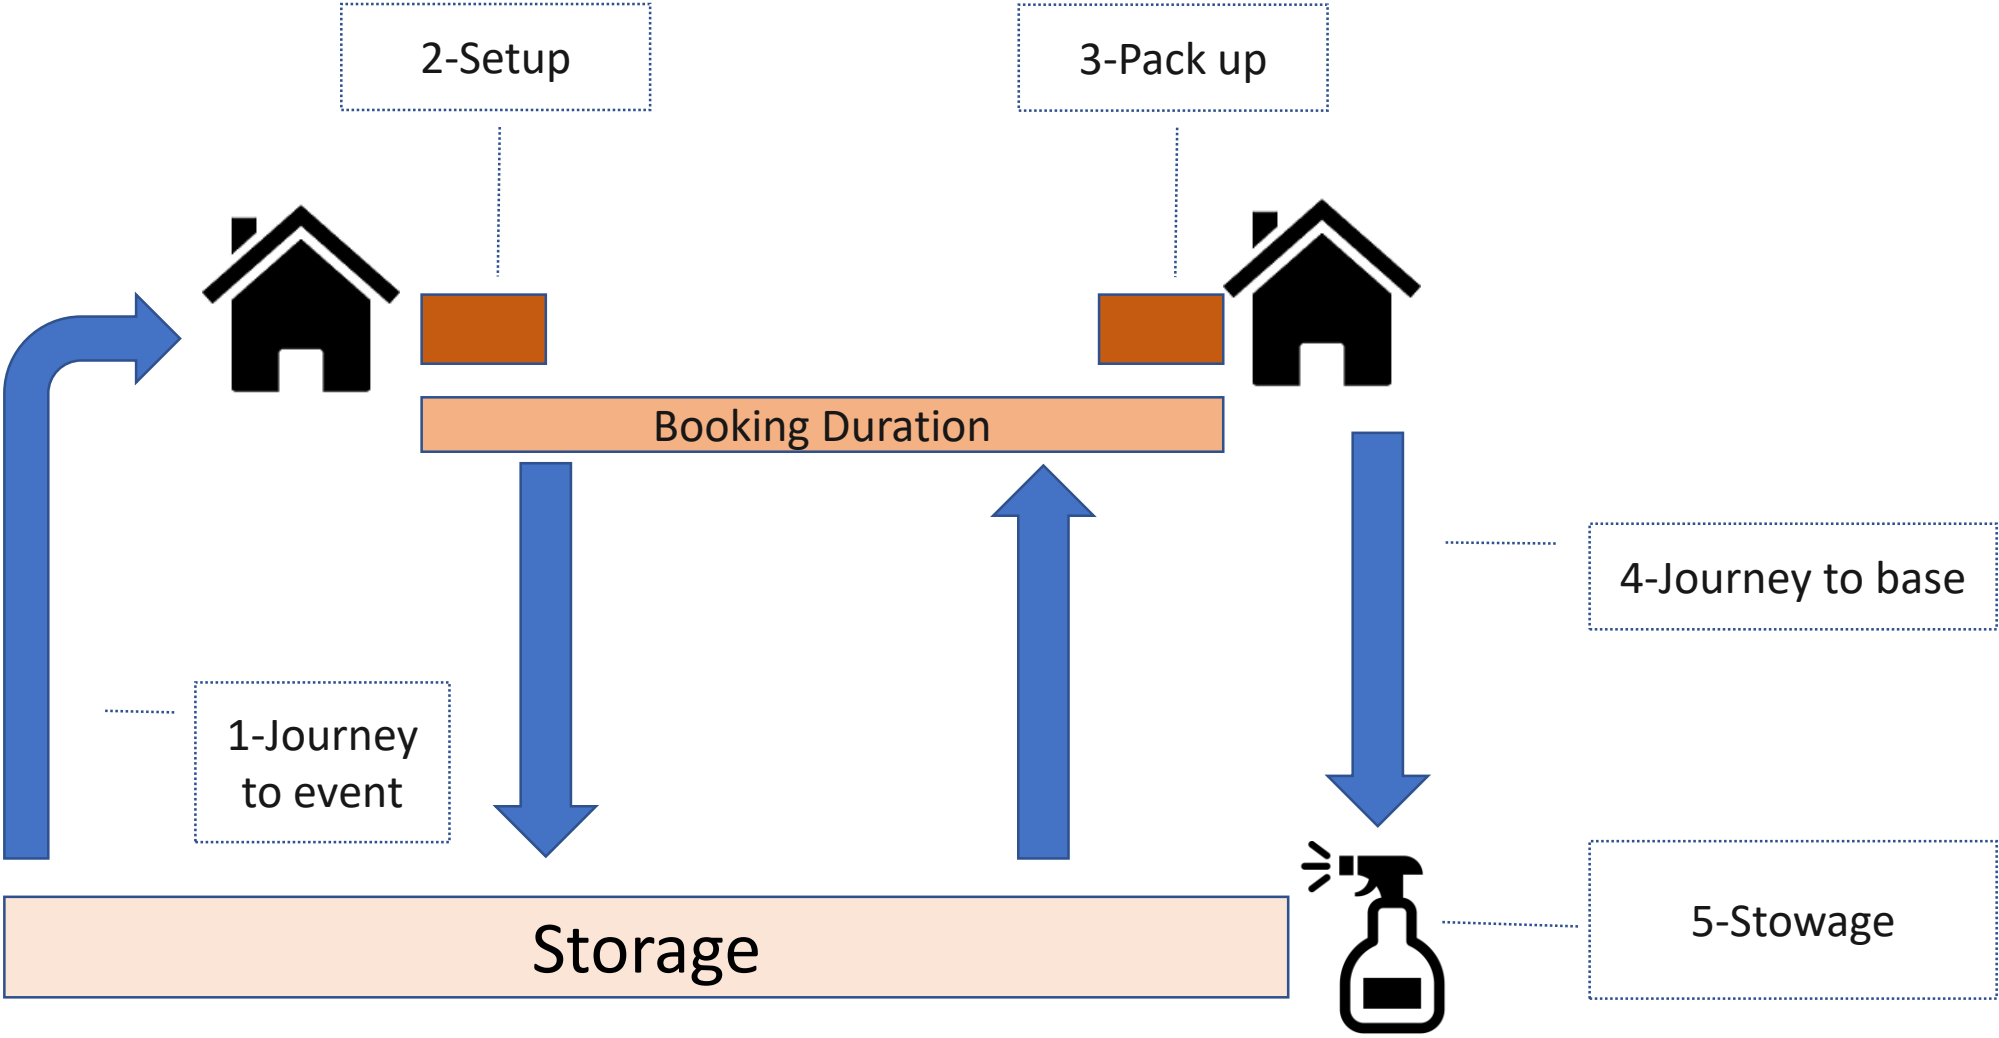 2-Setup
3-Pack up
Booking Duration
4-Journey to base
1-Journey
to event
5-Stowage
Storage